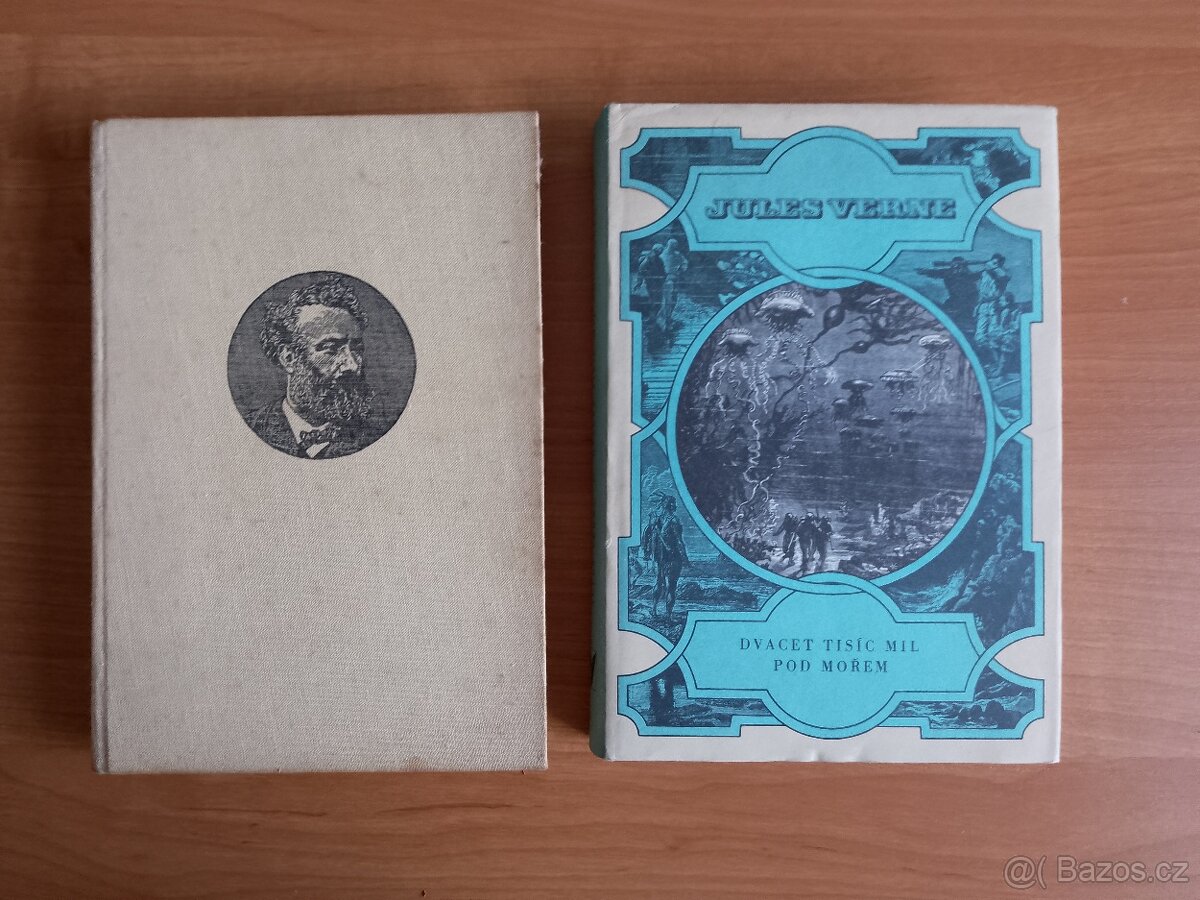 JULES VERNE
DVACET TISÍC MIL
POD MOŘEM
@( Bazos.cz